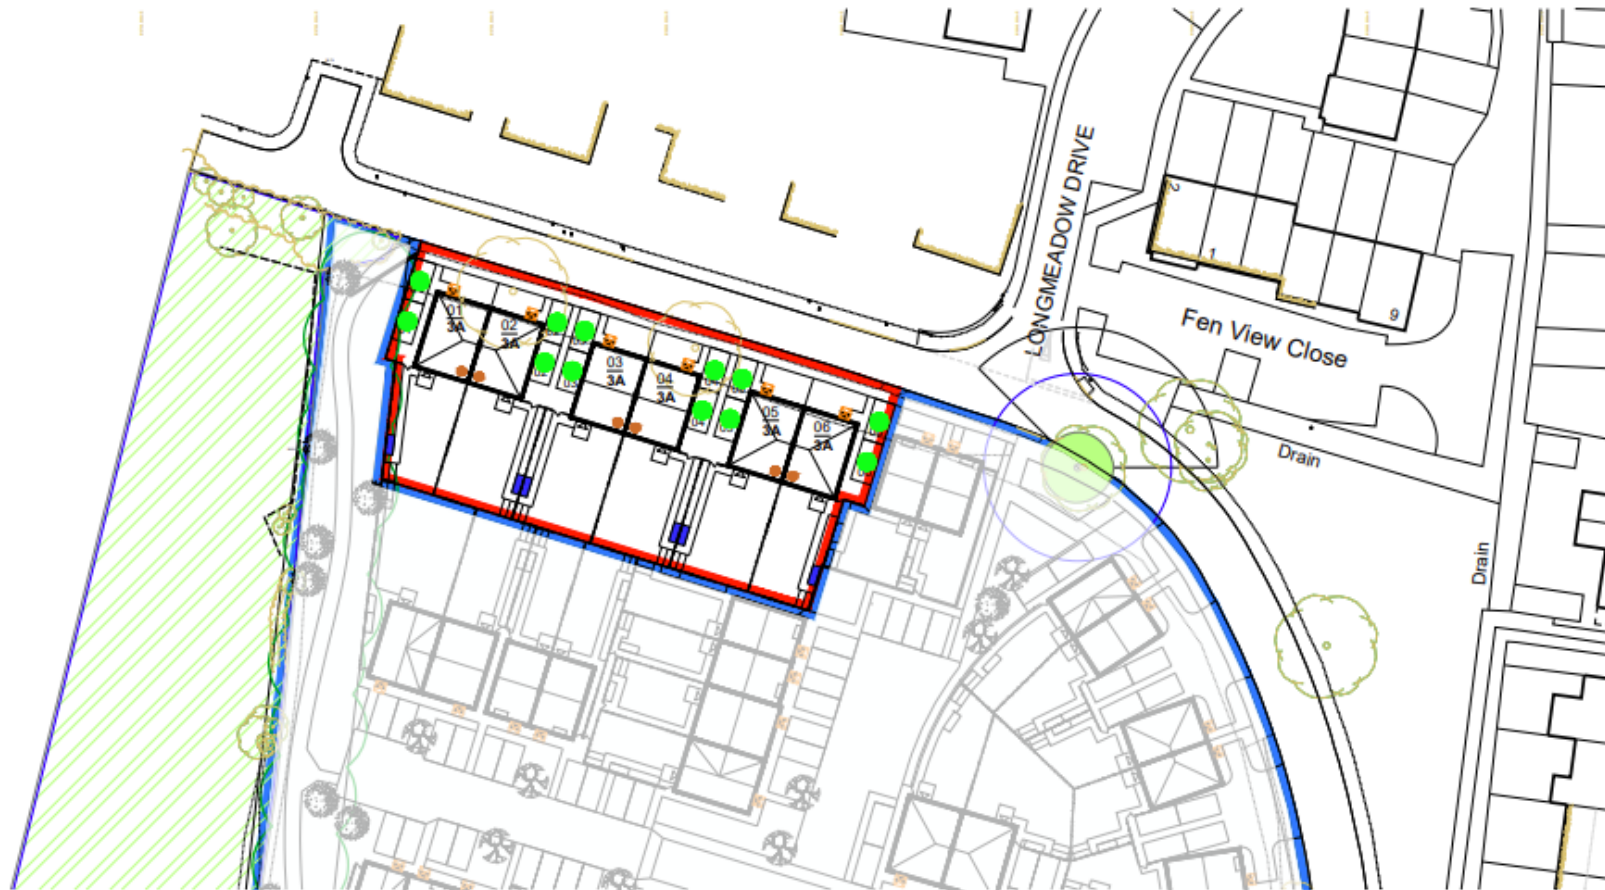 LONGMEADOW DRIVE
2
1
9
Fen View Close
01
3A
02
3A
03
3A
04
3A
05
3A
06
3A
Drain
Drain